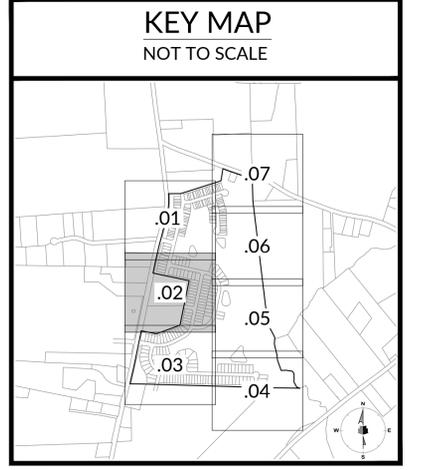 KEY MAP
NOT TO SCALE
.07
.01
.06
.02
.05
.03
.04
N
W E
S